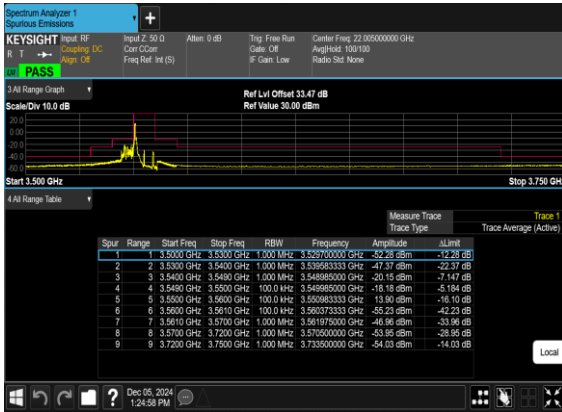 Spectrum Analyzer 1
Spurious Emissions
KEYSIGHT Input: RF Input Z: 50 Ω Atten: 0 dB Trig: Free Run Center Freq: 22.005000000 GHz
R T Coupling: DC Corr CCorr Gate: Off Avg|Hold: 100/100
Align: Off Freq Ref: Int (S) IF Gain: Low Radio Std: None
PASS
3 All Range Graph
Ref Lvl Offset 33.47 dB
Scale/Div 10.0 dB Ref Value 30.00 dBm
20.0
0.00
-20.0
-40.0
-60.0
Start 3.500 GHz Stop 3.750 GHz
4 All Range Table
Measure Trace Trace 1
Trace Type Trace Average (Active)
Spur Range Start Freq Stop Freq RBW Frequency Amplitude ΔLimit
1 1 3.5000 GHz 3.5300 GHz 1.000 MHz 3.529700000 GHz -52.28 dBm -12.28 dB
2 2 3.5300 GHz 3.5400 GHz 1.000 MHz 3.539583333 GHz -47.37 dBm -22.37 dB
3 3 3.5400 GHz 3.5490 GHz 1.000 MHz 3.548985000 GHz -20.15 dBm -7.147 dB
4 4 3.5490 GHz 3.5500 GHz 100.0 kHz 3.549995000 GHz -18.18 dBm -5.184 dB
5 5 3.5500 GHz 3.5600 GHz 100.0 kHz 3.550983333 GHz 13.90 dBm -16.10 dB
6 6 3.5600 GHz 3.5610 GHz 100.0 kHz 3.560373333 GHz -55.23 dBm -42.23 dB
7 7 3.5610 GHz 3.5700 GHz 1.000 MHz 3.561975000 GHz -46.96 dBm -33.96 dB
8 8 3.5700 GHz 3.7200 GHz 1.000 MHz 3.570500000 GHz -53.95 dBm -28.95 dB
9 9 3.7200 GHz 3.7500 GHz 1.000 MHz 3.733500000 GHz -54.03 dBm -14.03 dB
Local
Dec 05, 2024
1:24:58 PM